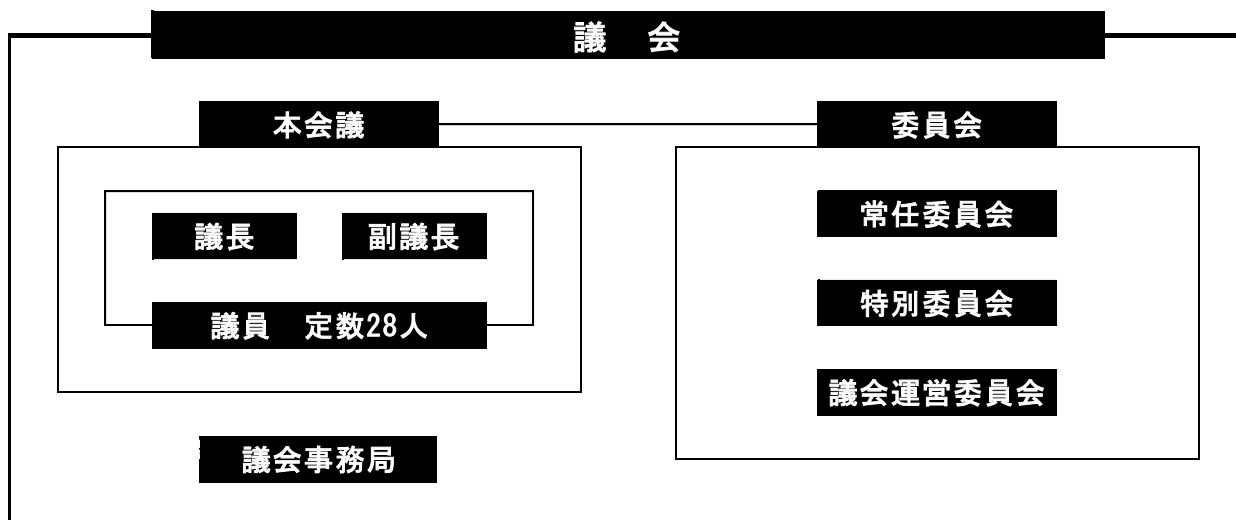 議　会
本会議
委員会
議長
副議長
議員　定数28人
常任委員会
特別委員会
議会運営委員会
議会事務局